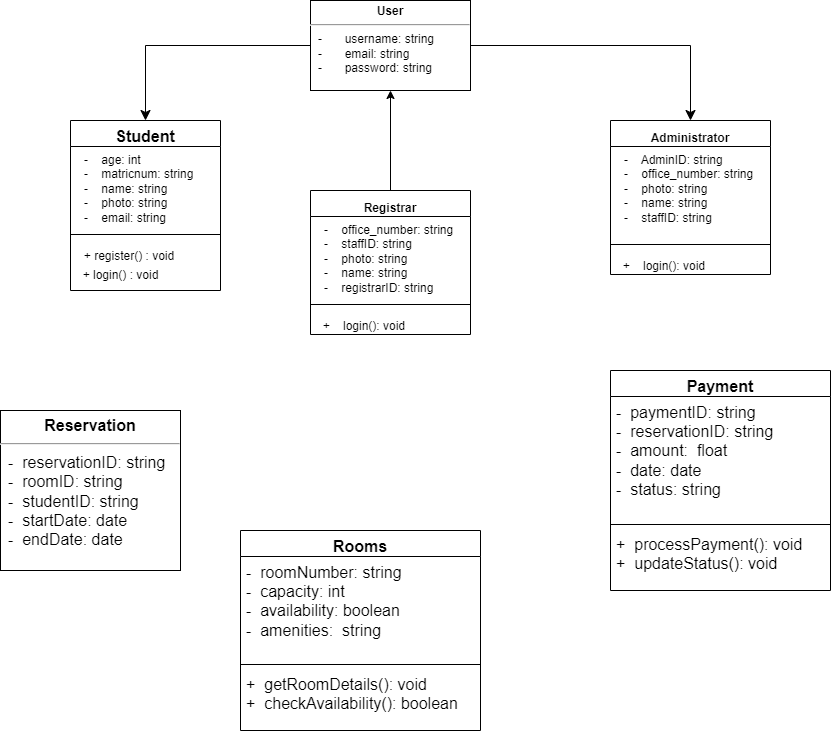 User
- username: string
- email: string
- password: string
Student
- age: int
- matricnum: string
- name: string
- photo: string
- email: string
+ register() : void
+ login() : void
Registrar
- office_number: string
- staffID: string
- photo: string
- name: string
- registrarID: string
+ login(): void
Administrator
- AdminID: string
- office_number: string
- photo: string
- name: string
- staffID: string
+ login(): void
Reservation
- reservationID: string
- roomID: string
- studentID: string
- startDate: date
- endDate: date
Rooms
- roomNumber: string
- capacity: int
- availability: boolean
- amenities: string
+ getRoomDetails(): void
+ checkAvailability(): boolean
Payment
- paymentID: string
- reservationID: string
- amount: float
- date: date
- status: string
+ processPayment(): void
+ updateStatus(): void